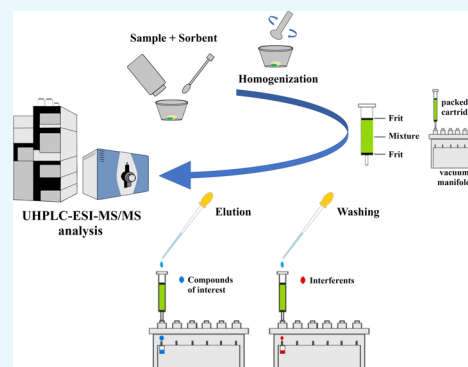 Sample + Sorbent
Homogenization
Frit
Mixture
Frit
packed
cartrid
vacuum
manifold
UHPLC-ESI-MS/MS
analysis
Elution
Washing
Compounds
of interest
Interferents